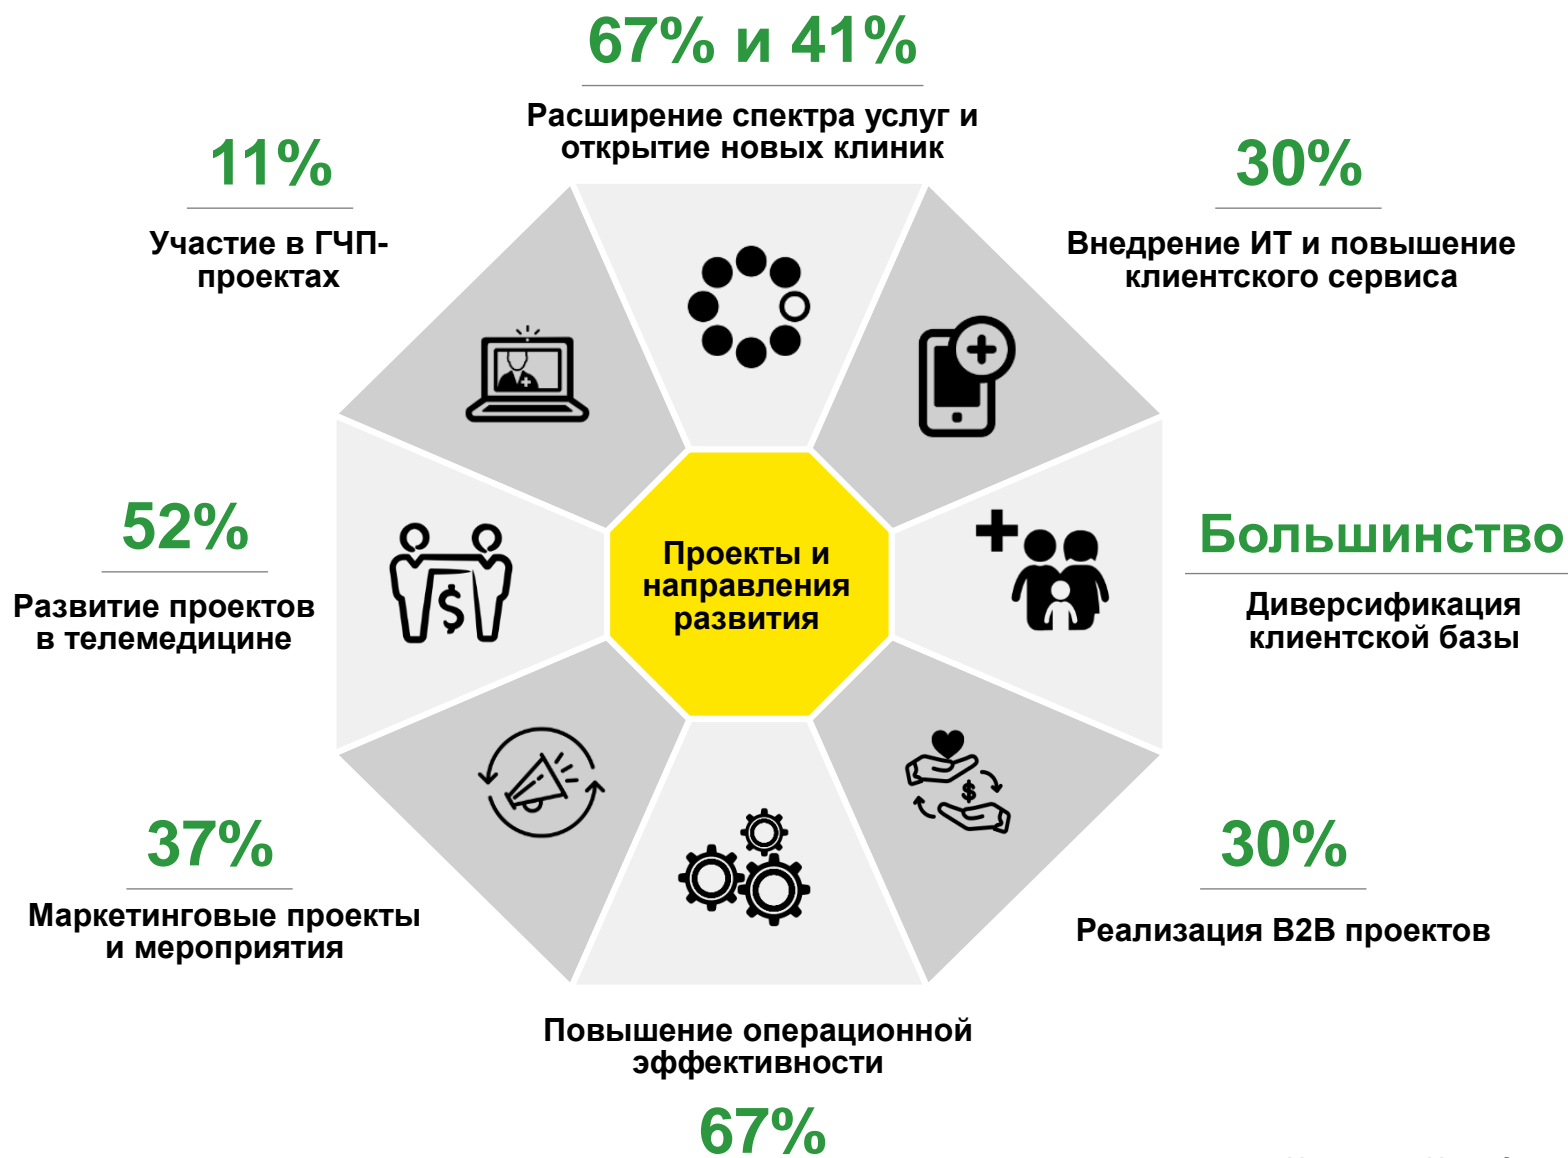 67% и 41%
Расширение спектра услуг и
открытие новых клиник
11%
Участие в ГЧП-
проектах
30%
Внедрение ИТ и повышение
клиентского сервиса
52%
Развитие проектов
в телемедицине
Проекты и
направления
развития
$
Большинство
Диверсификация
клиентской базы
$
37%
Маркетинговые проекты
и мероприятия
30%
Реализация B2B проектов
Повышение операционной
эффективности
67%